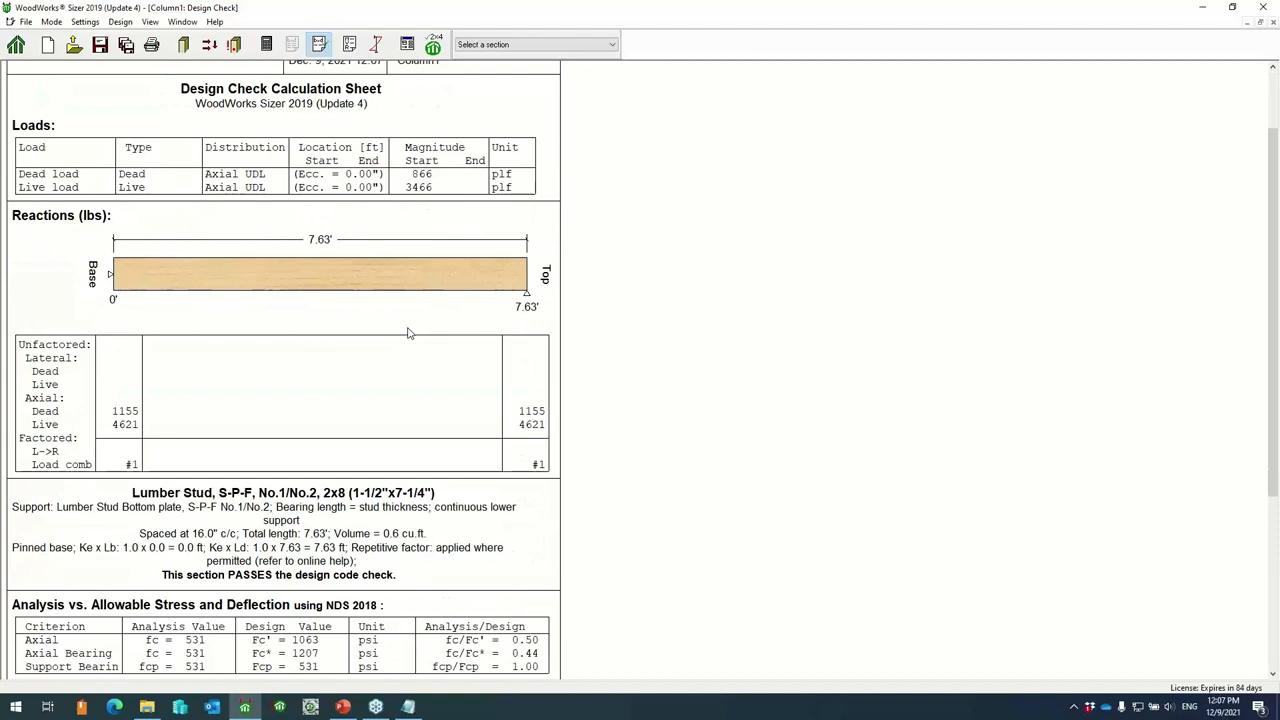 WoodWorks® Sizer 2019 (Update 4) - [Column1: Design Check]
File Mode Settings Design View Window Help
Select a section
Dec. 9, 2021 12:07 Column1
Design Check Calculation Sheet
WoodWorks Sizer 2019 (Update 4)
Loads:
Load Type Distribution Location [ft] Magnitude Unit
Start End Start End
Dead load Dead Axial UDL (Ecc. = 0.00") 866 plf
Live load Live Axial UDL (Ecc. = 0.00") 3466 plf
Reactions (lbs):
7.63'
Base
Top
0'
7.63'
Unfactored:
Lateral:
Dead
Live
Axial:
Dead 1155 1155
Live 4621 4621
Factored:
L->R
Load comb #1 #1
Lumber Stud, S-P-F, No.1/No.2, 2x8 (1-1/2"x7-1/4")
Support: Lumber Stud Bottom plate, S-P-F No.1/No.2; Bearing length = stud thickness; continuous lower
support
Spaced at 16.0" c/c; Total length: 7.63'; Volume = 0.6 cu.ft.
Pinned base; Ke x Lb: 1.0 x 0.0 = 0.0 ft; Ke x Ld: 1.0 x 7.63 = 7.63 ft; Repetitive factor: applied where
permitted (refer to online help);
This section PASSES the design code check.
Analysis vs. Allowable Stress and Deflection using NDS 2018 :
Criterion Analysis Value Design Value Unit Analysis/Design
Axial fc = 531 Fc' = 1063 psi fc/Fc' = 0.50
Axial Bearing fc = 531 Fc* = 1207 psi fc/Fc* = 0.44
Support Bearin fcp = 531 Fcp = 531 psi fcp/Fcp = 1.00
License: Expires in 84 days
ENG
12:07 PM
12/9/2021